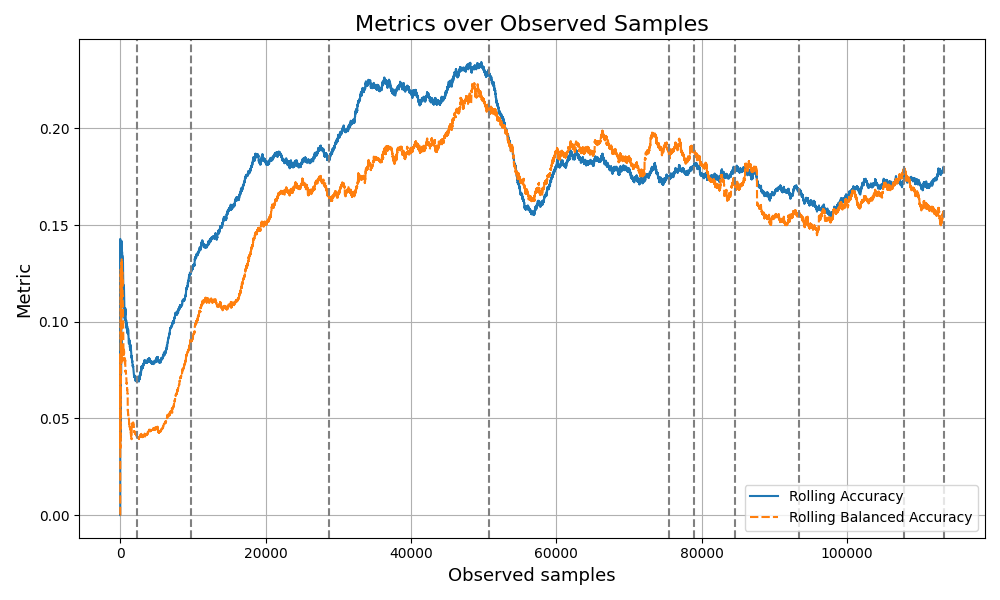 Metrics over Observed Samples
Metric
0.20
0.15
0.10
0.05
0.00
0
20000
40000
60000
80000
100000
Observed samples
Rolling Accuracy
Rolling Balanced Accuracy